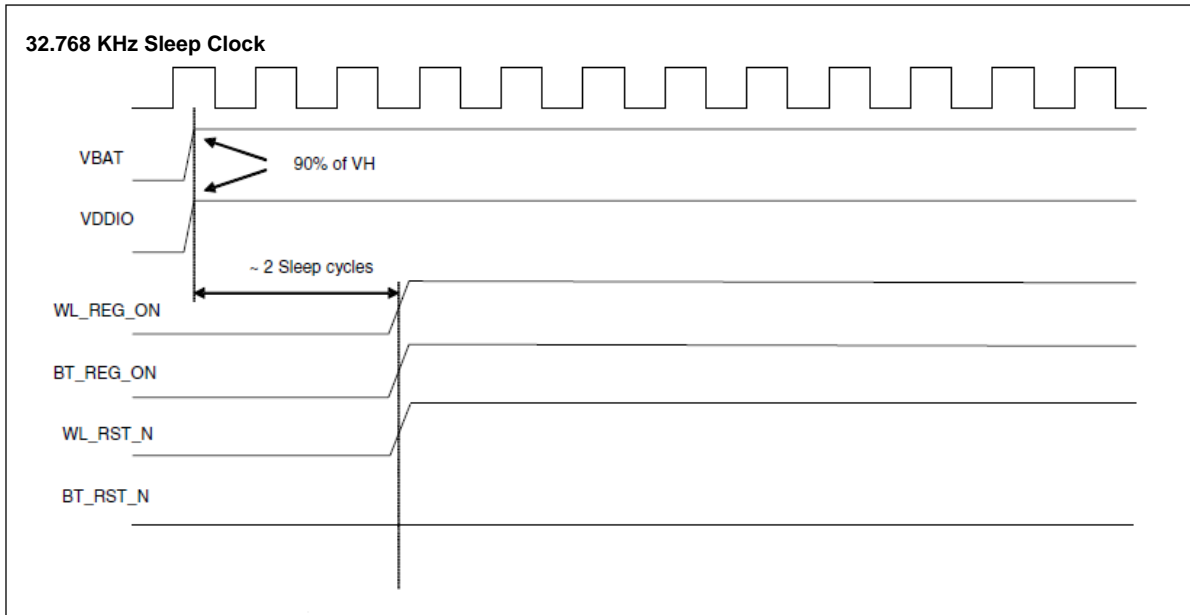 32.768 KHz Sleep Clock
VBAT
90% of VH
VDDIO
~ 2 Sleep cycles
WL_REG_ON
BT_REG_ON
WL_RST_N
BT_RST_N